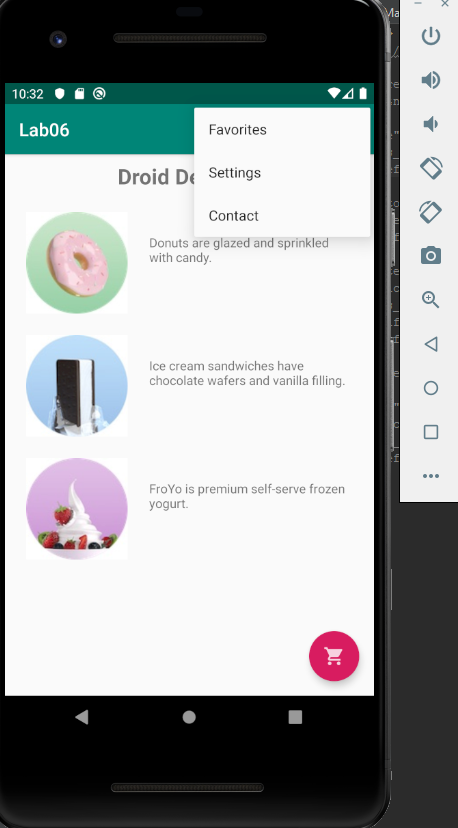 Ma
10:32
Lab06
Favorites
Settings
Contact
Droid De
Donuts are glazed and sprinkled
with candy.
Ice cream sandwiches have
chocolate wafers and vanilla filling.
FroYo is premium self-serve frozen
yogurt.